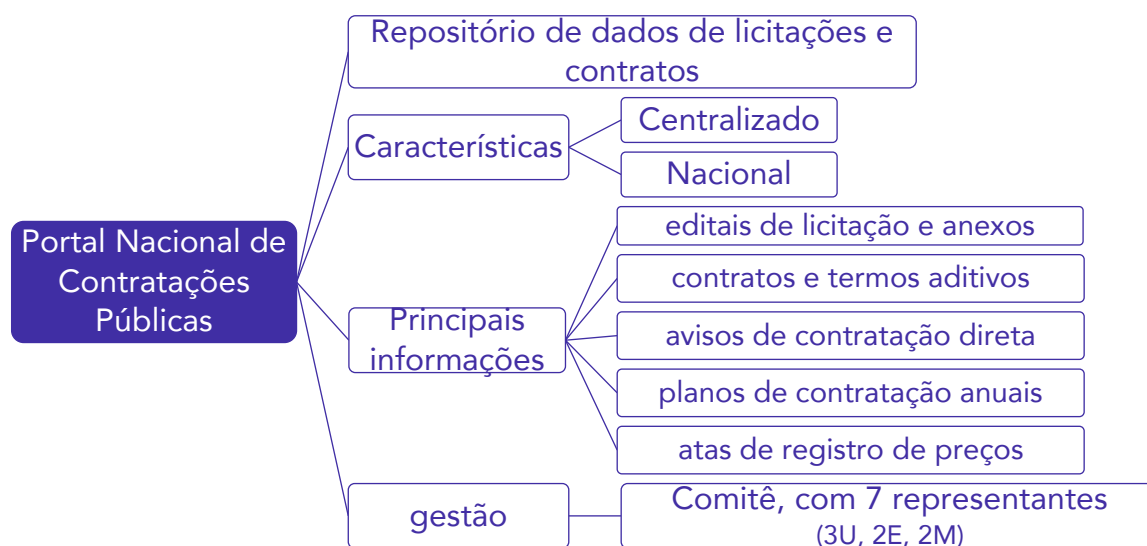 Repositório de dados de licitações e
contratos
Características
Centralizado
Nacional
Portal Nacional de
Contratações
Públicas
Principais
informações
editais de licitação e anexos
contratos e termos aditivos
avisos de contratação direta
planos de contratação anuais
atas de registro de preços
gestão
Comitê, com 7 representantes
(3U, 2E, 2M)